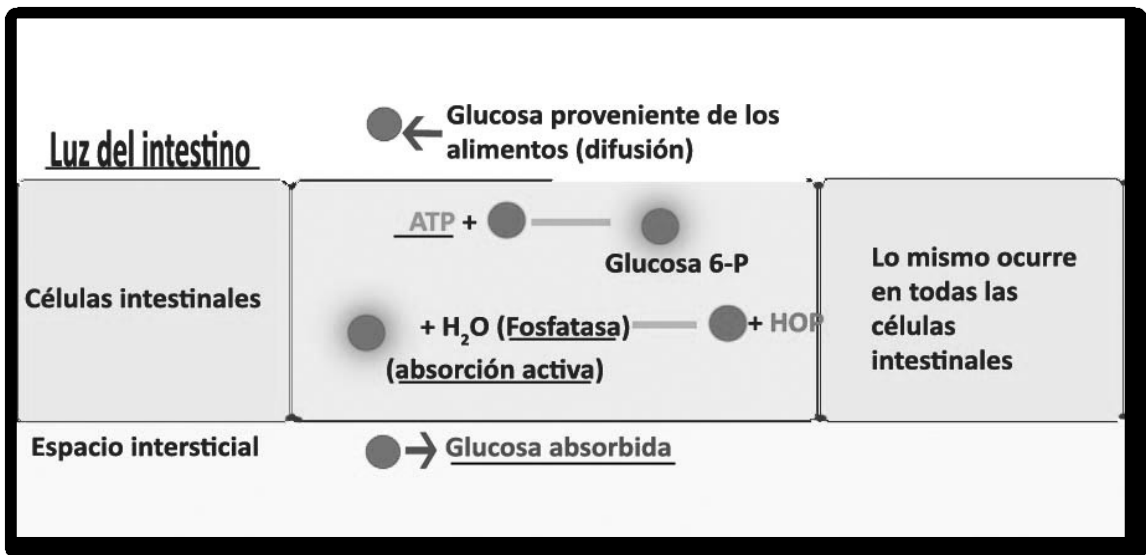 Glucosa proveniente de los
alimentos (difusión)
Luz del intestino
ATP +
Glucosa 6-P
Células intestinales
+ H₂O (Fosfatasa)
+ HOP
(absorción activa)
Lo mismo ocurre
en todas las
células
intestinales
Espacio intersticial
Glucosa absorbida